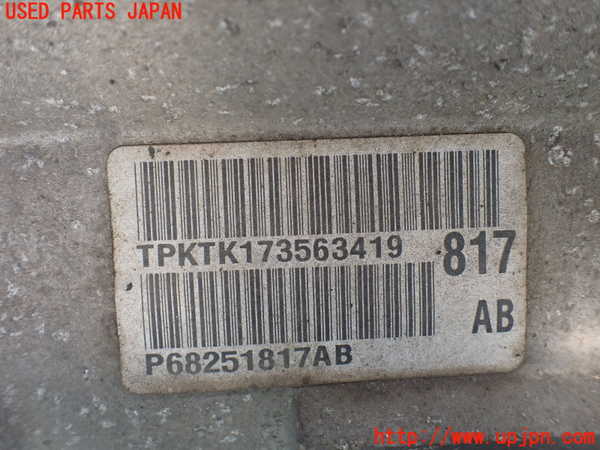 USED PARTS JAPAN
TPKTK173563419
817
AB
P68251817AB
http://www.upjpn.com